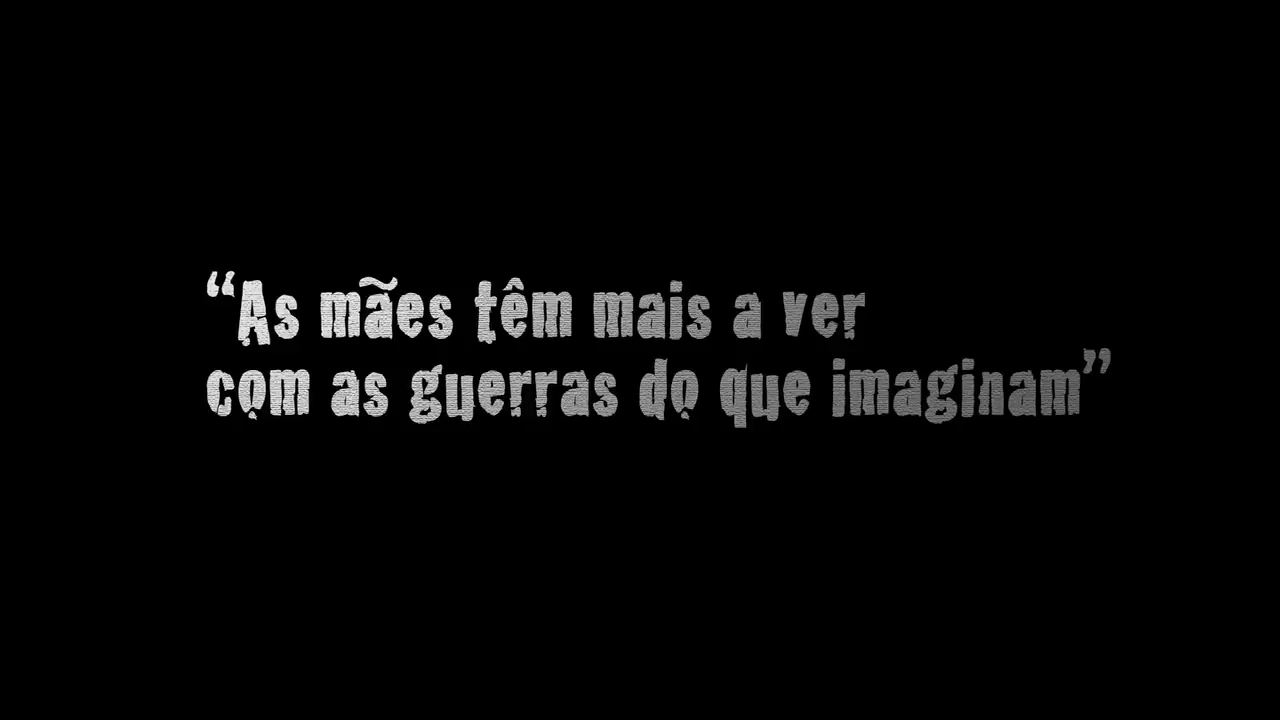 “As mães têm mais a ver
com as guerras do que imaginam”